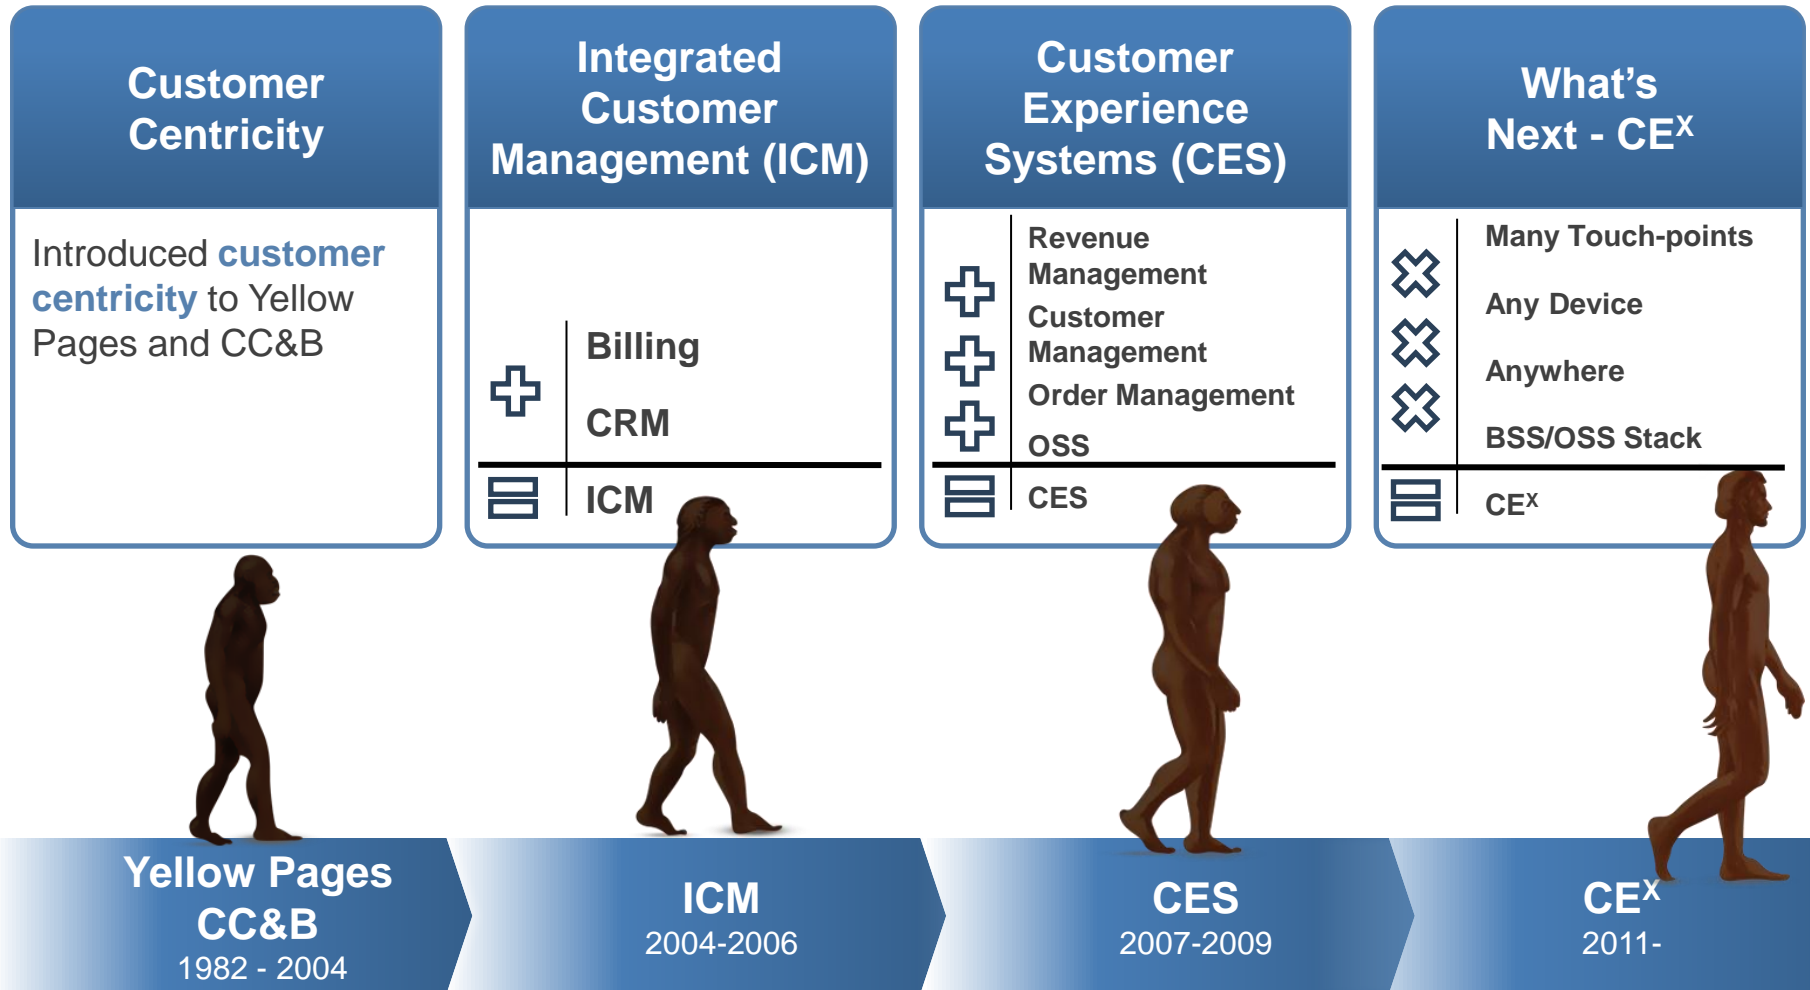 Customer
Centricity
Introduced customer
centricity to Yellow
Pages and CC&B
Integrated
Customer
Management (ICM)
Billing
CRM
ICM
Customer
Experience
Systems (CES)
Revenue
Management
Customer
Management
Order Management
OSS
CES
What's
Next - CEX
Many Touch-points
Any Device
Anywhere
BSS/OSS Stack
CEX
Yellow Pages
CC&B
1982 - 2004
ICM
2004-2006
CES
2007-2009
CEX
2011-